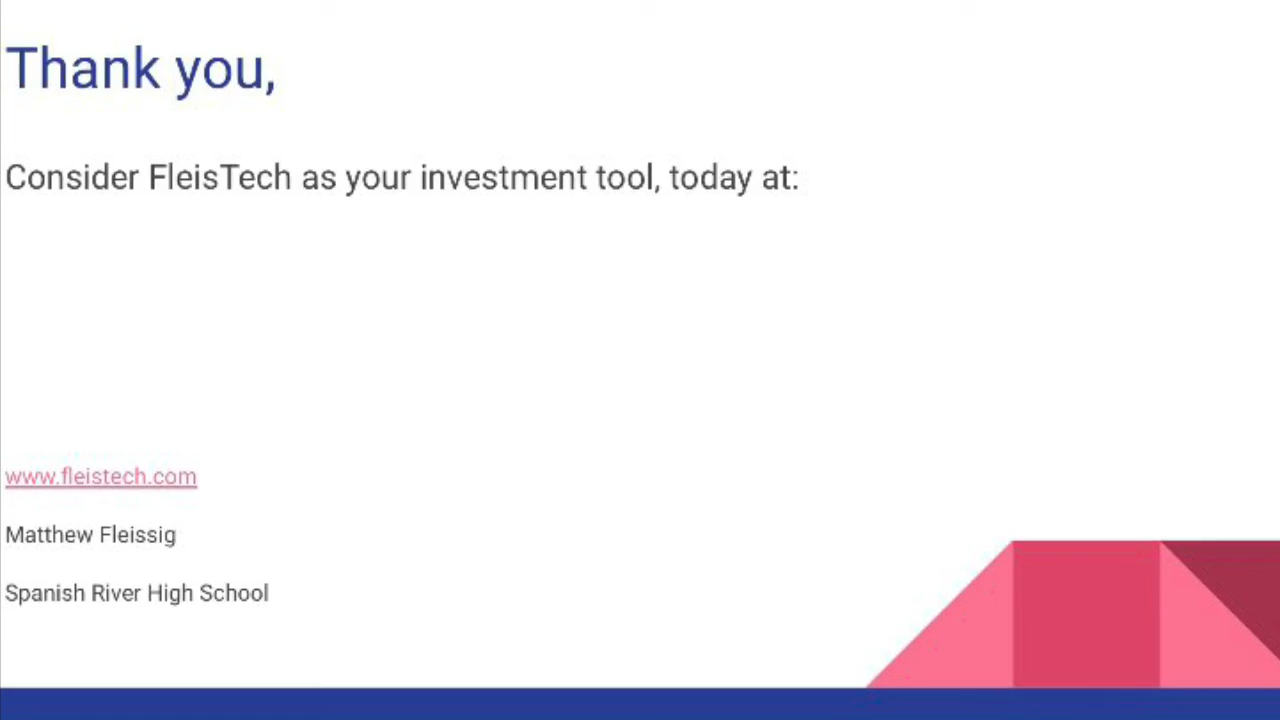 Thank you,
Consider FleisTech as your investment tool, today at:
www.fleistech.com
Matthew Fleissig
Spanish River High School